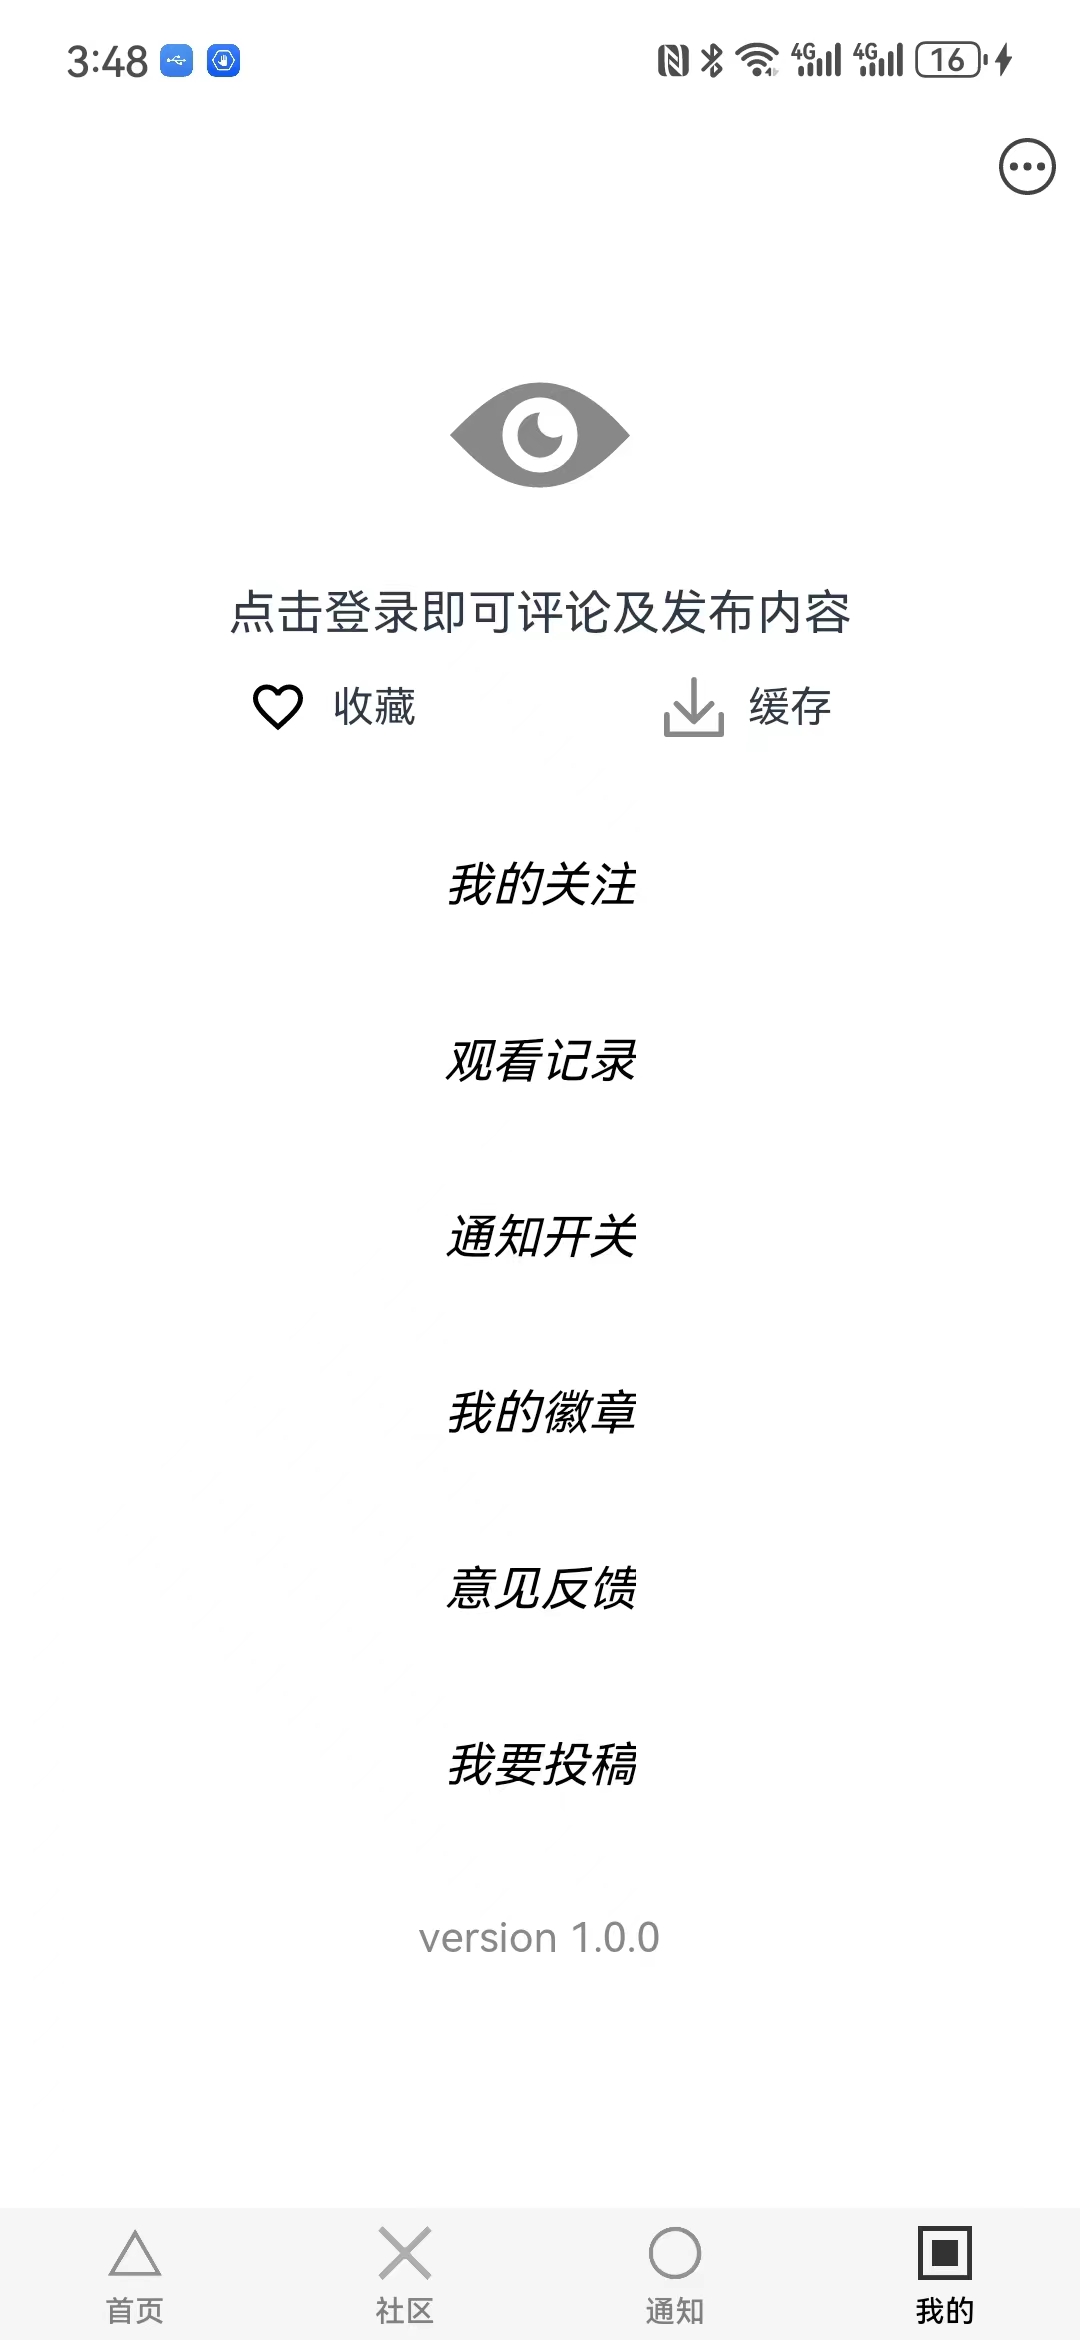 3:48
4G 4G 16
点击登录即可评论及发布内容
收藏 缓存
我的关注
观看记录
通知开关
我的徽章
意见反馈
我要投稿
version 1.0.0
首页 社区 通知 我的